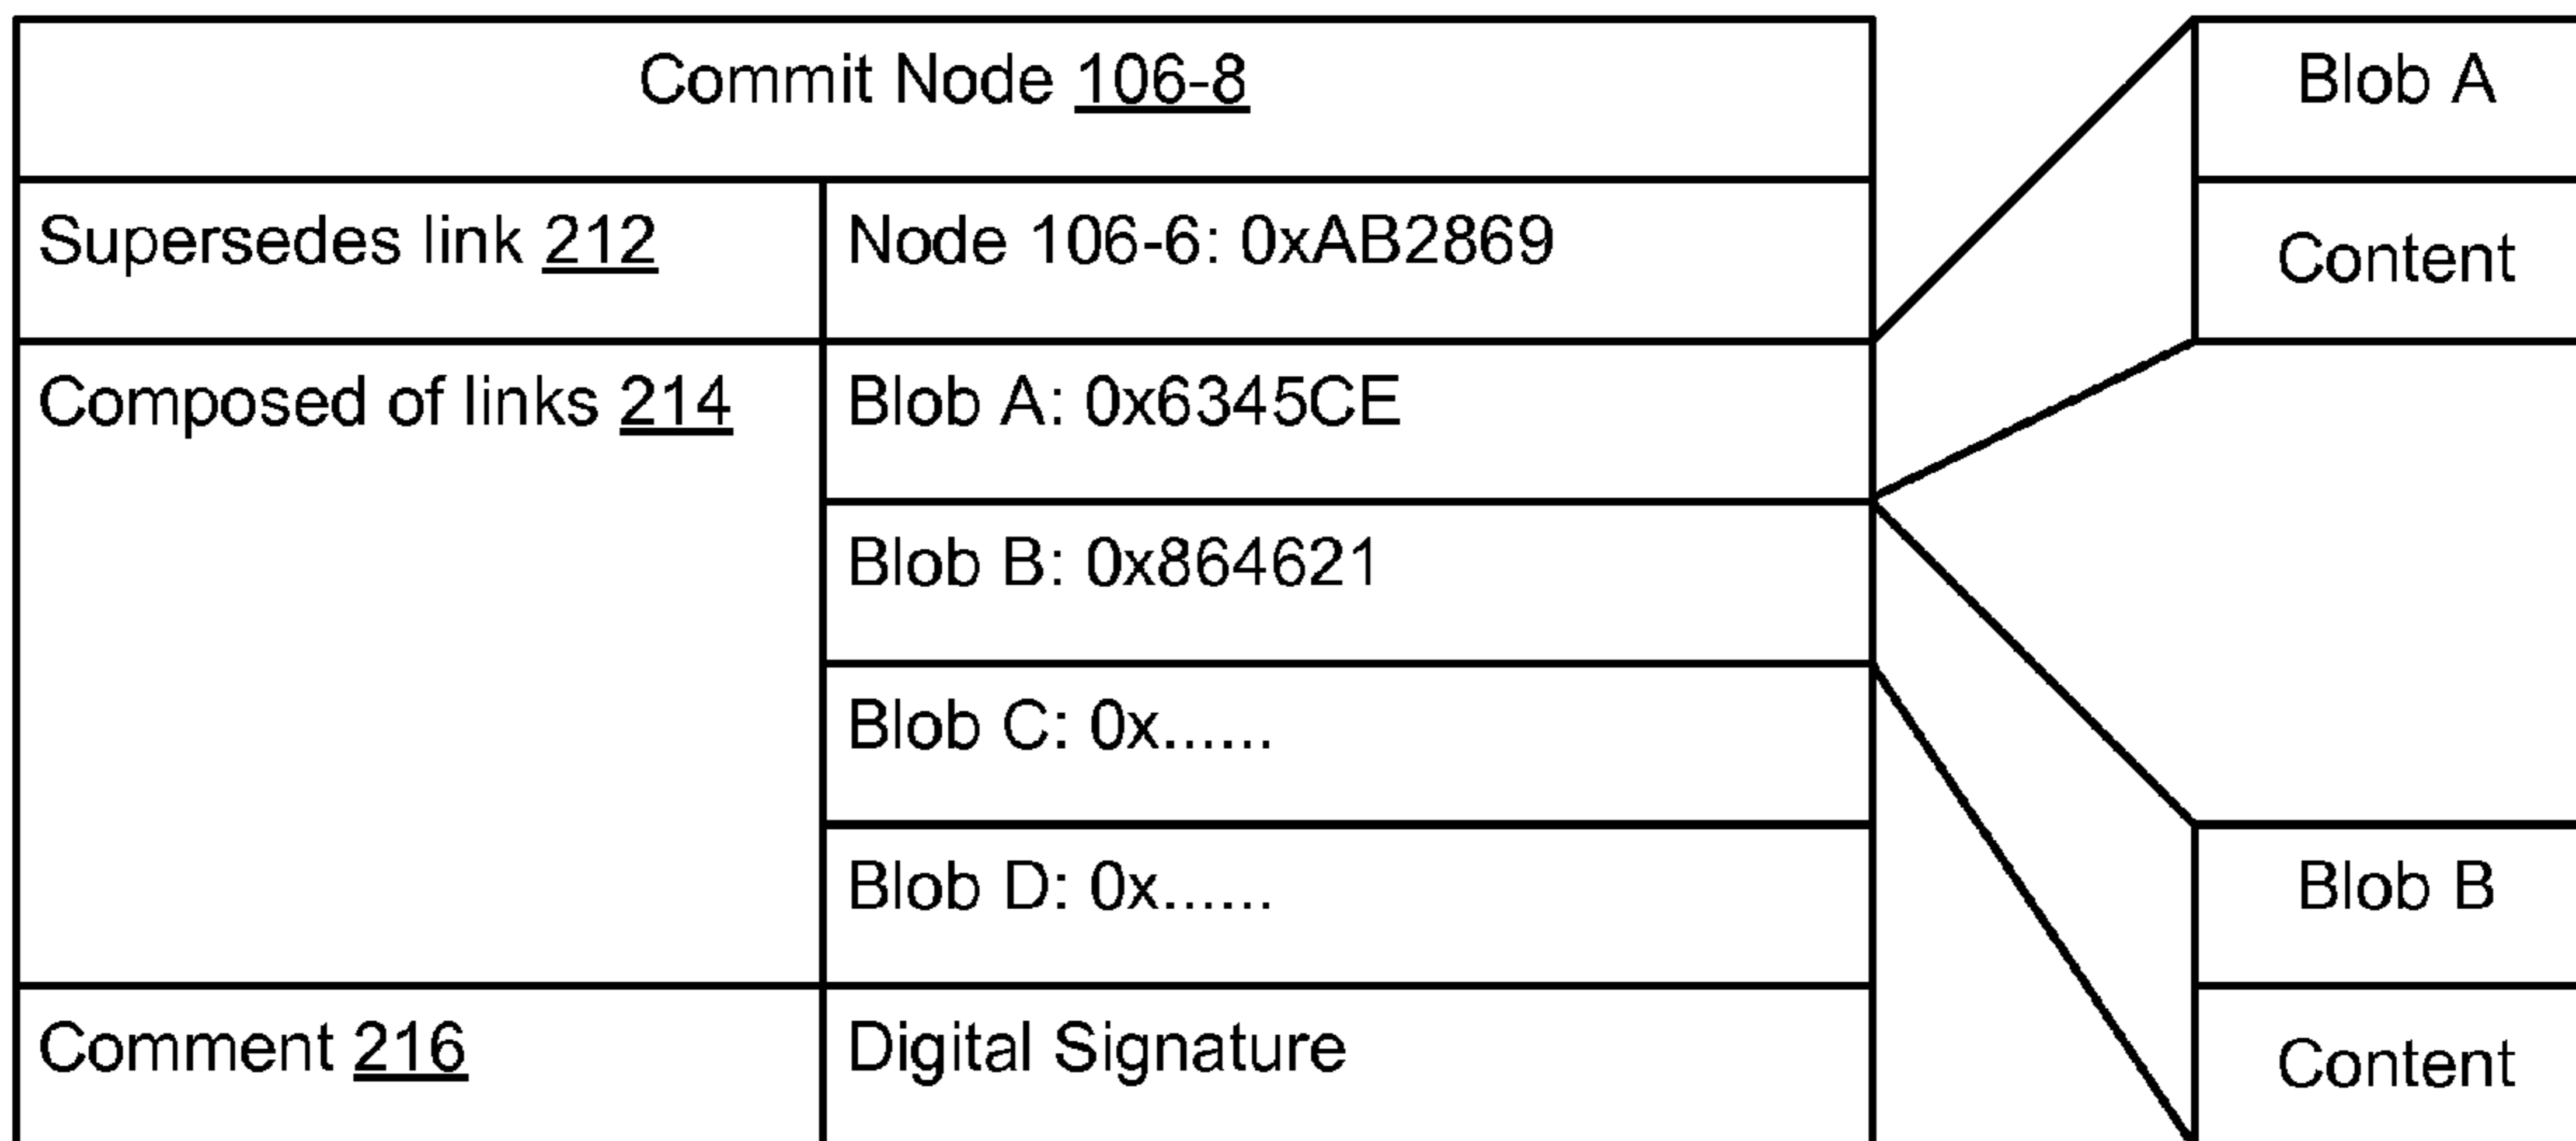 Commit Node 106-8
Supersedes link 212
Node 106-6: 0xAB2869
Composed of links 214
Blob A: 0x6345CE
Blob B: 0x864621
Blob C: 0x......
Blob D: 0x......
Comment 216
Digital Signature
Blob A
Content
Blob B
Content